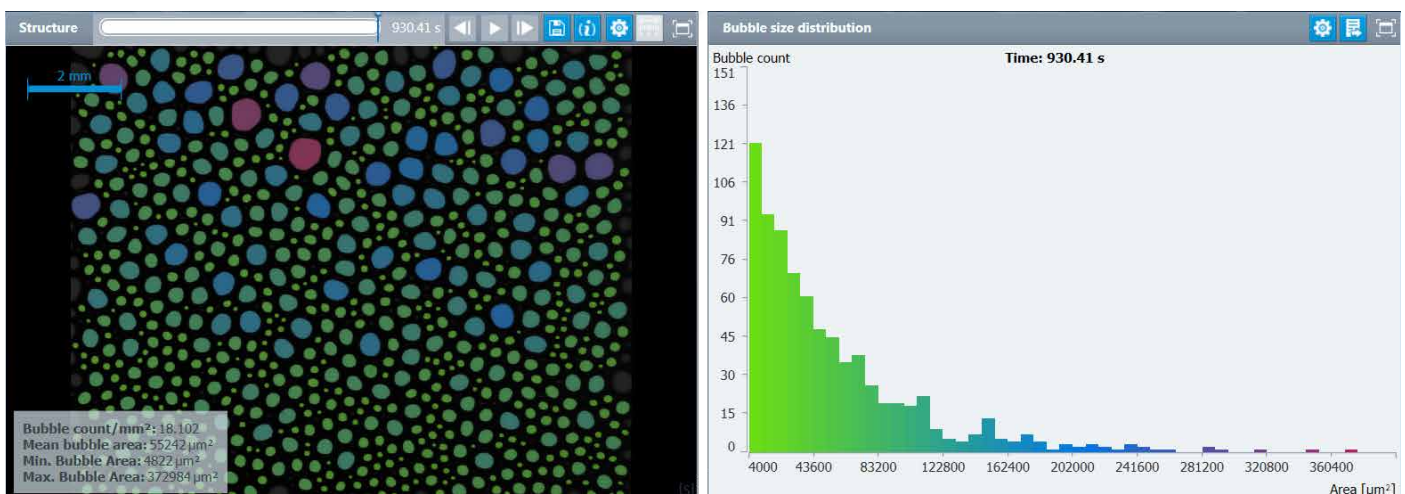 Structure
930.41 s
2 mm
Bubble count/mm²: 18.102
Mean bubble area: 55242 µm²
Min. Bubble Area: 4822 µm²
Max. Bubble Area: 372984 µm²
Bubble size distribution
Bubble count
Time: 930.41 s
151
136
121
106
91
76
60
45
30
15
0
4000 43600 83200 122800 162400 202000 241600 281200 320800 360400
Area [um²]